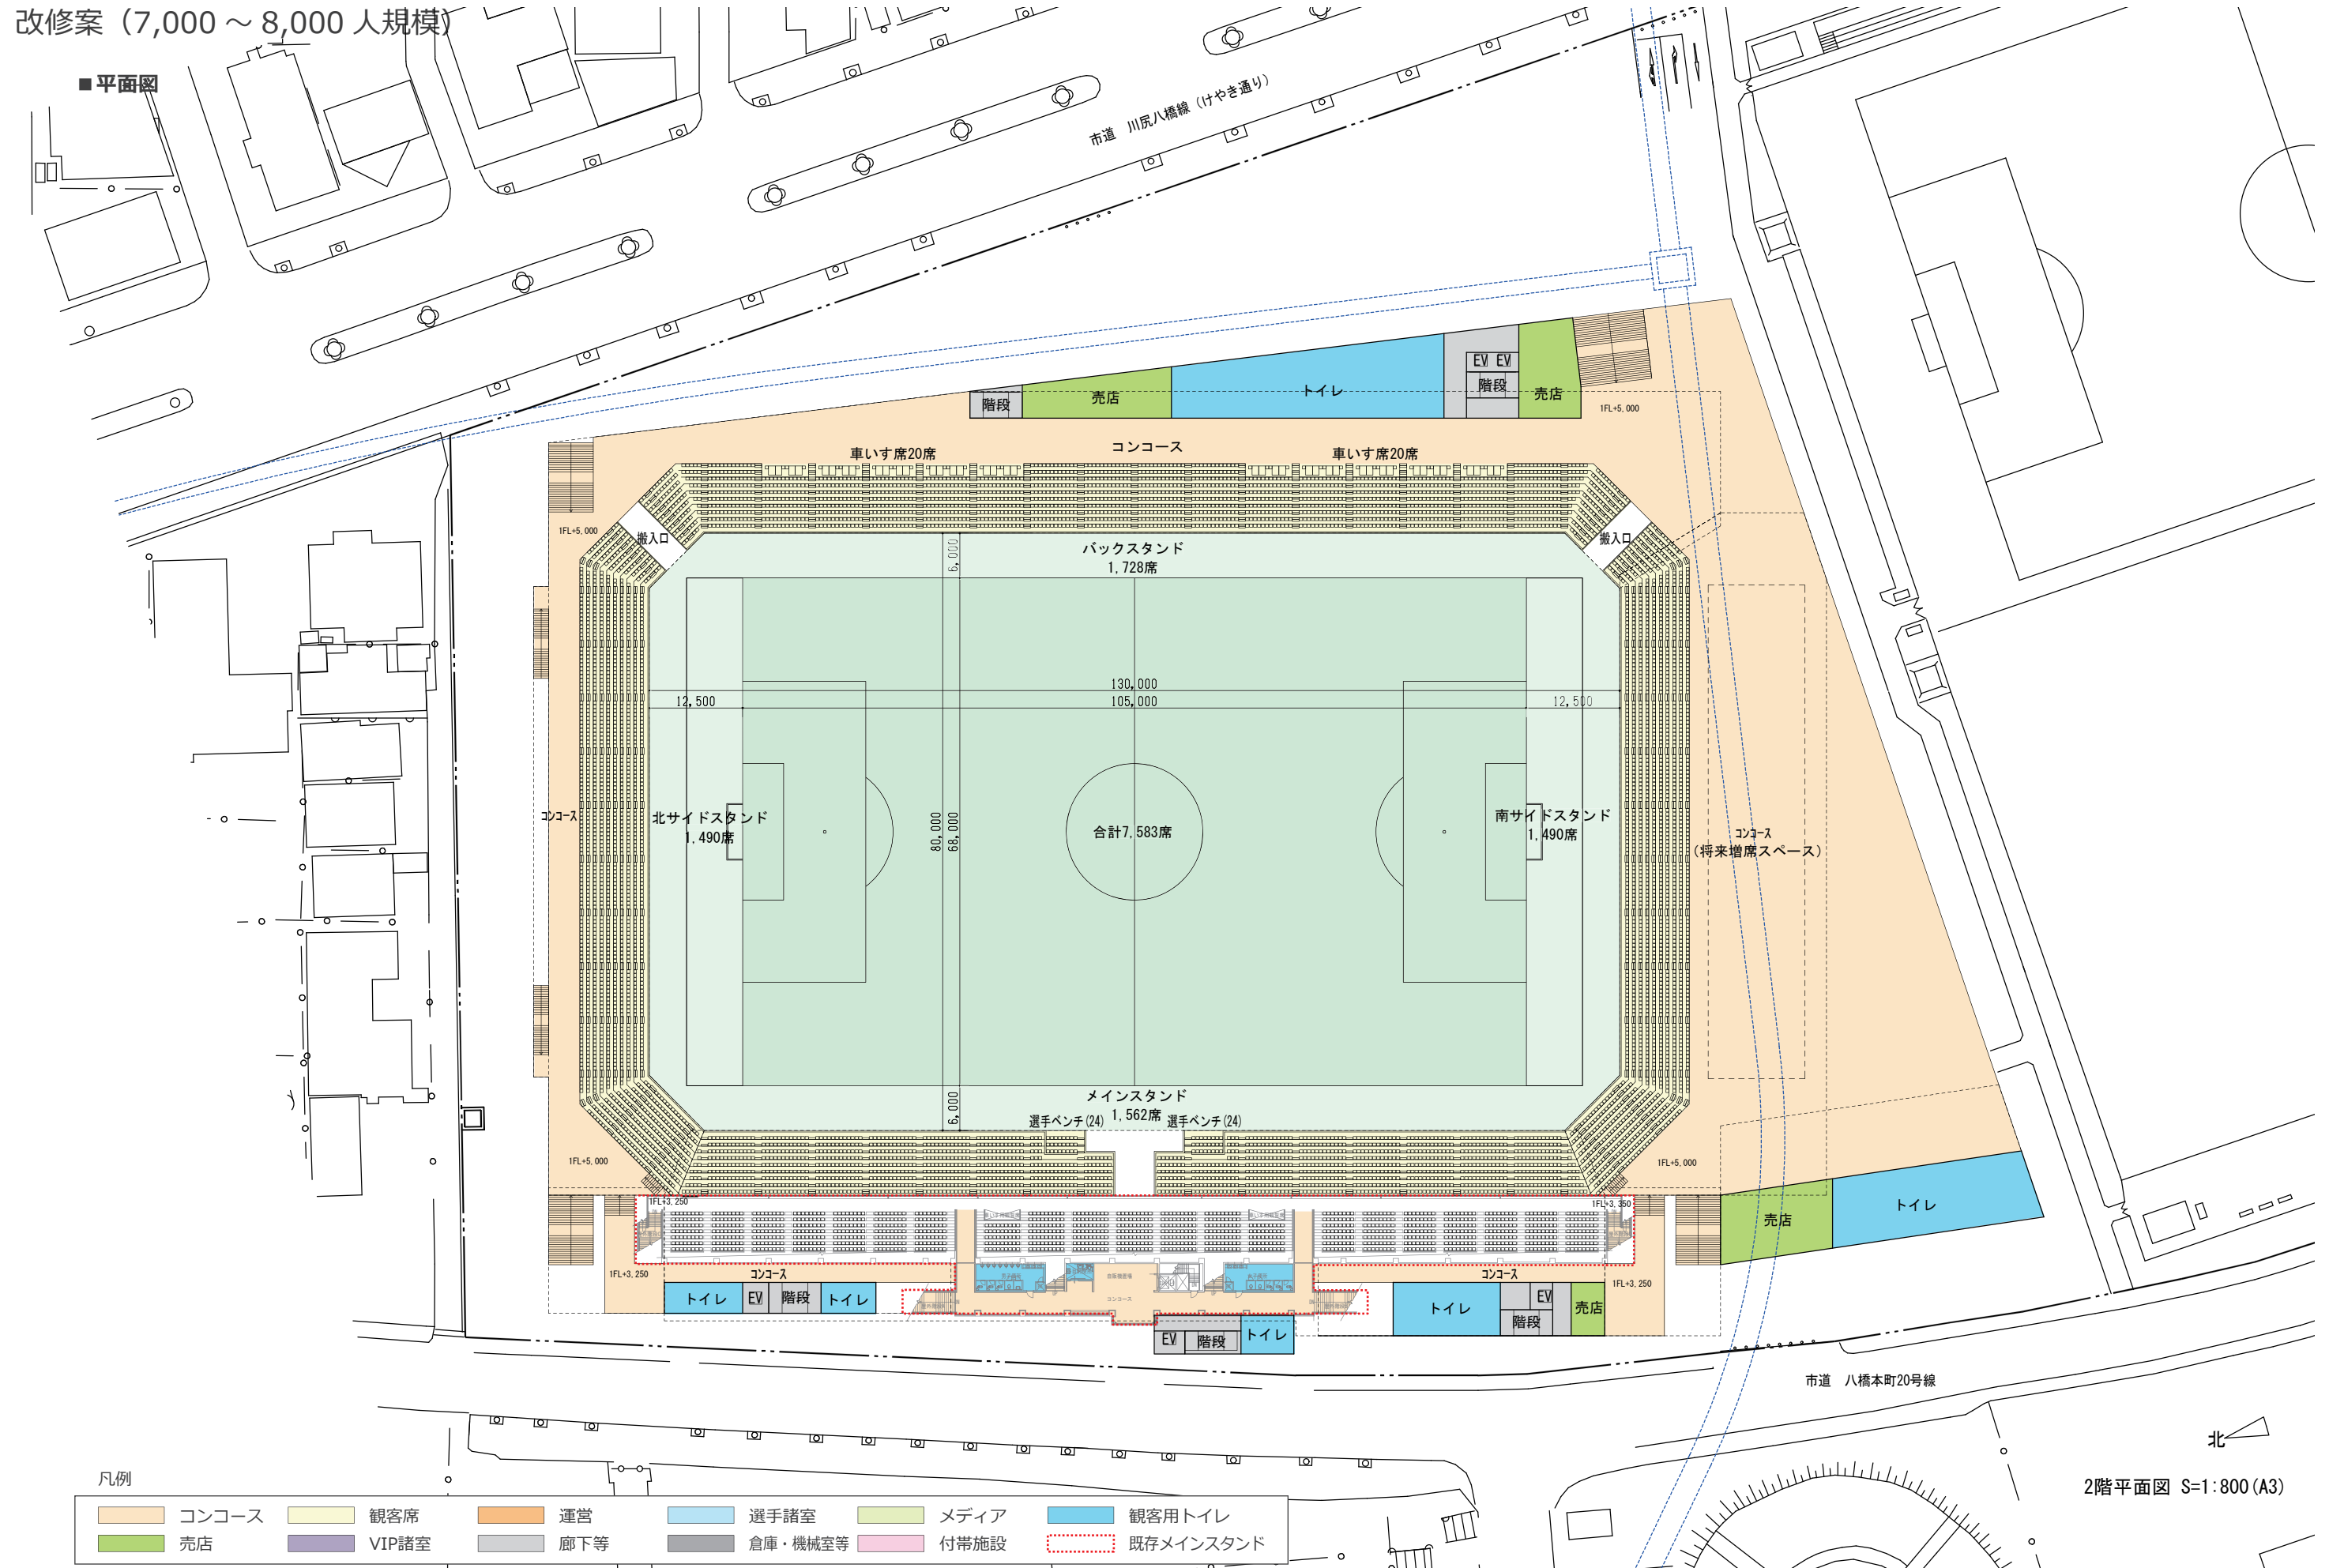 改修案（7,000 ～ 8,000 人規模）
■平面図
市道　川尻八橋線（けやき通り）
EV EV
階段
売店
トイレ
階段
売店
1FL+5,000
車いす席20席
コンコース
車いす席20席
1FL+5,000
搬入口
搬入口
6,000
バックスタンド
1,728席
130,000
12,500
105,000
12,500
コンコース
北サイドスタンド
1,490席
80,000
68,000
合計7,583席
南サイドスタンド
1,490席
コンコース
（将来増席スペース）
6,000
メインスタンド
1,562席
選手ベンチ(24)
選手ベンチ(24)
1FL+5,000
1FL+5,000
1FL+3,250
1FL+3,350
売店
トイレ
1FL+3,250
コンコース
コンコース
1FL+3,250
トイレ
EV
階段
トイレ
コンコース
トイレ
EV
階段
売店
EV
階段
トイレ
市道　八橋本町20号線
北
2階平面図 S=1:800(A3)
凡例
コンコース
観客席
運営
選手諸室
メディア
観客用トイレ
売店
VIP諸室
廊下等
倉庫・機械室等
付帯施設
既存メインスタンド